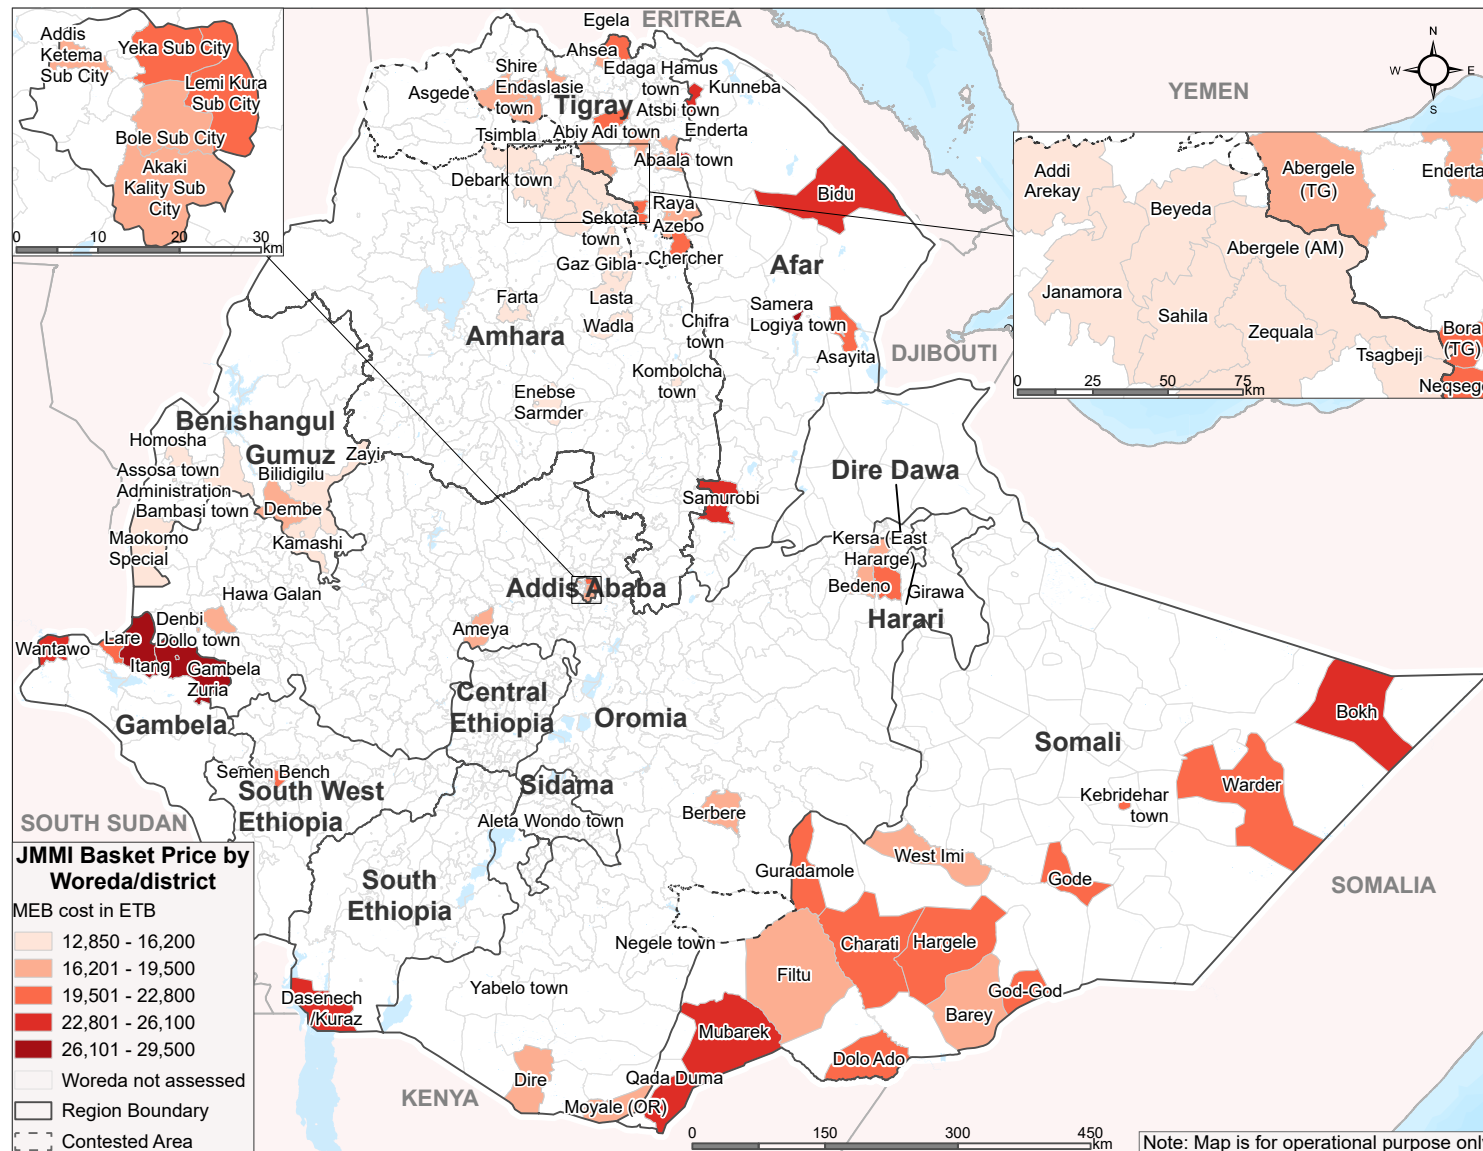 ERITREA
YEMEN
DJIBOUTI
SOMALIA
KENYA
SOUTH SUDAN
N
W
E
S
Addis
Ketema
Sub City
Yeka Sub City
Lemi Kura
Sub City
Bole Sub City
Akaki
Kality Sub
City
0
10
20
30
km
Egela
Ahsea
Shire
Endaslasie
town
Edaga Hamus
town
Kunneba
Asgede
Tigray
Atsbi town
Tsimbla
Abiy Adi town
Enderta
Abaala town
Debark town
Bidu
Sekota
town
Raya
Azebo
Gaz Gibla
Chercher
Afar
Farta
Lasta
Wadla
Amhara
Samera
Logiya town
Chifra
town
Asayita
Kombolcha
town
Enebse
Sarmder
Addi
Arekay
Beyeda
Abergele
(TG)
Enderta
Abergele (AM)
Janamora
Sahila
Zequala
Tsagbeji
Bora
(TG)
Neqsege
0
25
50
75
km
Benishangul
Gumuz
Homosha
Zayi
Bilidigilu
Assosa town
Administration
Bambasi town
Dembe
Maokomo
Special
Kamashi
Samurobi
Dire Dawa
Kersa (East
Hararge)
Bedeno
Girawa
Harari
Addis Ababa
Hawa Galan
Denbi
Dollo town
Wantawo
Lare
Itang
Gambela
Zuria
Gambela
Ameya
Central
Ethiopia
Oromia
Somali
Bokh
Semen Bench
South West
Ethiopia
Sidama
Aleta Wondo town
Berbere
Kebridehar
town
Warder
South
Ethiopia
Guradamole
West Imi
Gode
Negele town
Charati
Hargele
Filtu
God-God
Barey
Yabelo town
Dasenech
/Kuraz
Mubarek
Dolo Ado
Dire
Qada Duma
Moyale (OR)
JMMI Basket Price by
Woreda/district
MEB cost in ETB
12,850 - 16,200
16,201 - 19,500
19,501 - 22,800
22,801 - 26,100
26,101 - 29,500
Woreda not assessed
Region Boundary
Contested Area
0
150
300
450
km
Note: Map is for operational purpose only